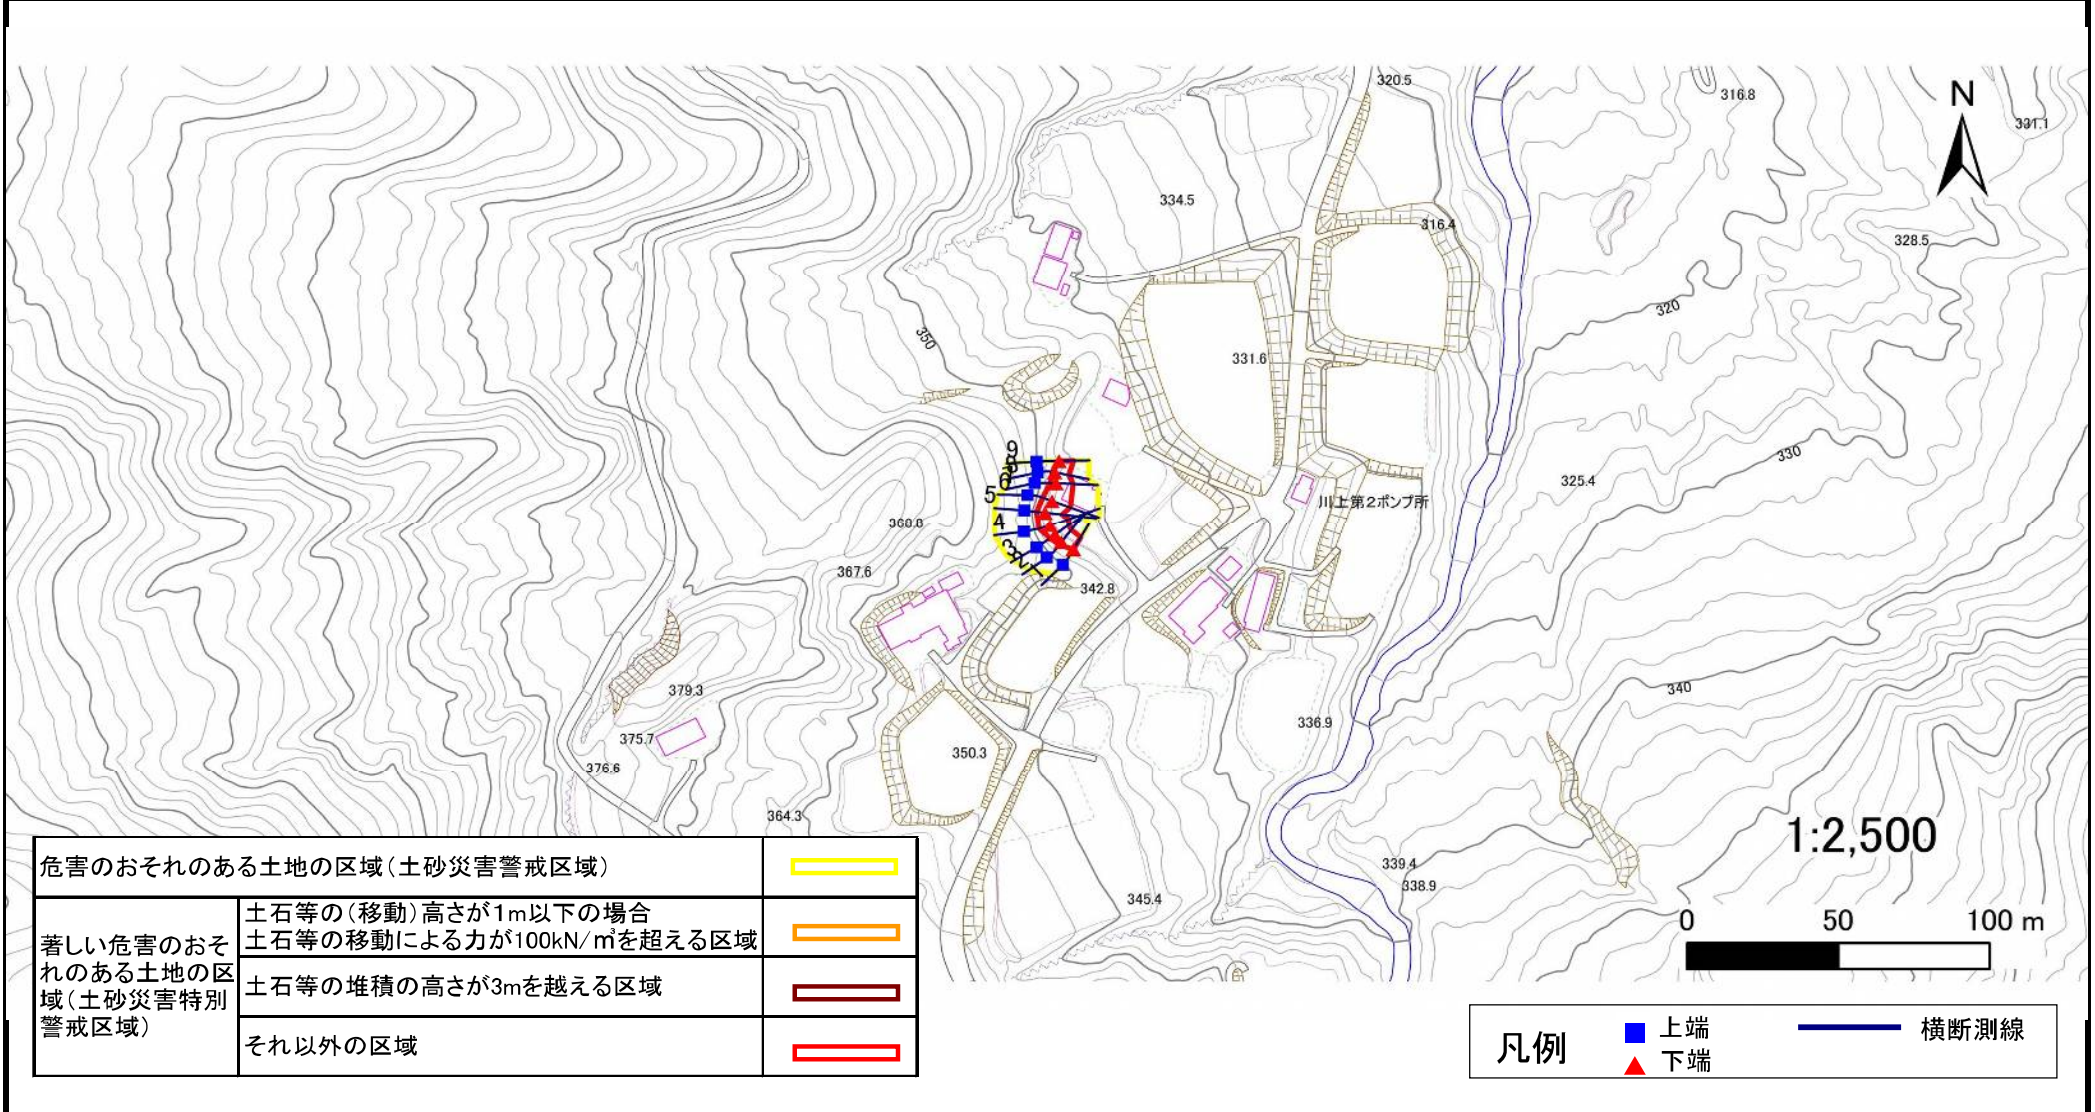 320.5
316.8
N
331.1
334.5
316.4
328.5
320
350
331.6
9
6
5
330
325.4
川上第2ポンプ所
360.8
4
3
2
367.6
342.8
379.3
340
375.7
336.9
376.6
350.3
364.3
1:2,500
339.4
338.9
345.4
0 50 100 m
危害のおそれのある土地の区域(土砂災害警戒区域)
著しい危害のおそ
れのある土地の区
域(土砂災害特別
警戒区域)
土石等の(移動)高さが1m以下の場合
土石等の移動による力が100kN/㎡を超える区域
土石等の堆積の高さが3mを越える区域
それ以外の区域
凡例
上端
下端
横断測線